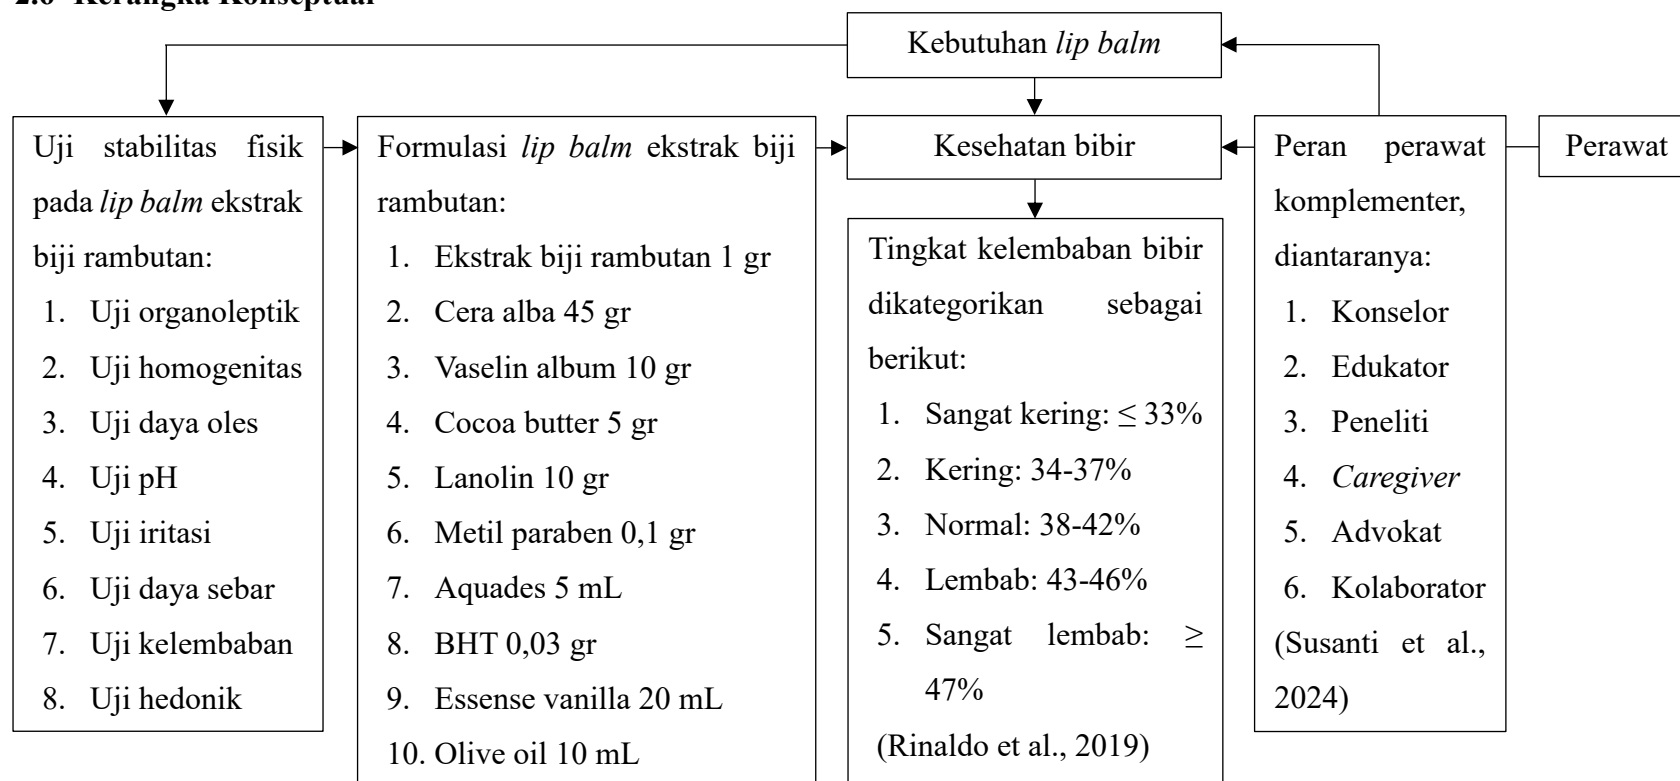 2.6 Kerangka Konseptual
Kebutuhan lip balm
Uji stabilitas fisik
pada lip balm ekstrak
biji rambutan:
1. Uji organoleptik
2. Uji homogenitas
3. Uji daya oles
4. Uji pH
5. Uji iritasi
6. Uji daya sebar
7. Uji kelembaban
8. Uji hedonik
Formulasi lip balm ekstrak biji
rambutan:
1. Ekstrak biji rambutan 1 gr
2. Cera alba 45 gr
3. Vaselin album 10 gr
4. Cocoa butter 5 gr
5. Lanolin 10 gr
6. Metil paraben 0,1 gr
7. Aquades 5 mL
8. BHT 0,03 gr
9. Essense vanilla 20 mL
10. Olive oil 10 mL
Kesehatan bibir
Tingkat kelembaban bibir
dikategorikan sebagai
berikut:
1. Sangat kering: ≤ 33%
2. Kering: 34-37%
3. Normal: 38-42%
4. Lembab: 43-46%
5. Sangat lembab: ≥
47%
(Rinaldo et al., 2019)
Peran perawat
komplementer,
diantaranya:
1. Konselor
2. Edukator
3. Peneliti
4. Caregiver
5. Advokat
6. Kolaborator
(Susanti et al.,
2024)
Perawat